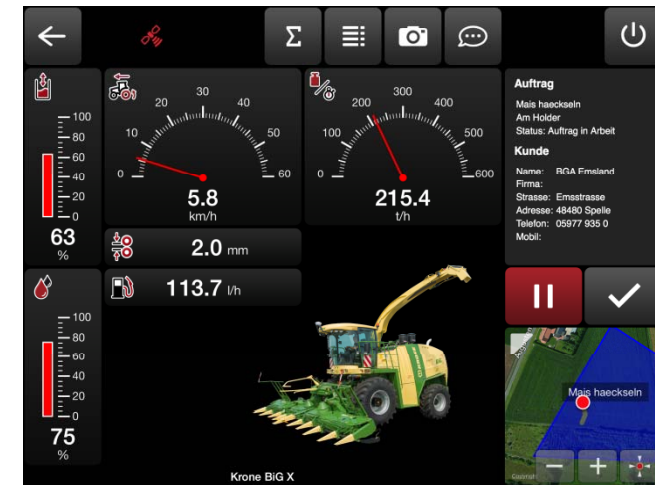 Σ
100
80
60
40
20
0
63
%
0
10
20
30
40
50
60
5.8
km/h
0
100
200
300
400
500
600
215.4
t/h
2.0 mm
113.7 l/h
100
80
60
40
20
0
75
%
Krone BiG X
Auftrag
Mais haeckseln
Am Holder
Status: Auftrag in Arbeit
Kunde
Name: BGA Emsland
Firma:
Strasse: Emsstrasse
Adresse: 48480 Spelle
Telefon: 05977 935 0
Mobil:
Mais haeckseln